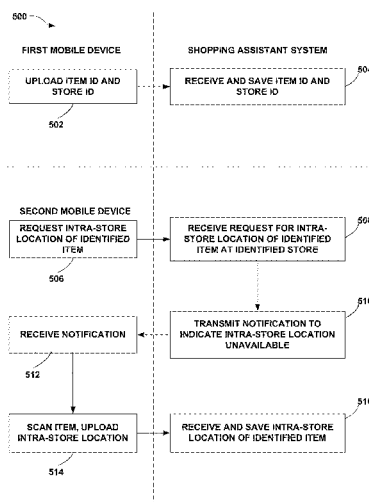 500
FIRST MOBILE DEVICE
SHOPPING ASSISTANT SYSTEM
UPLOAD ITEM ID AND
STORE ID
502
RECEIVE AND SAVE ITEM ID AND
STORE ID
504
SECOND MOBILE DEVICE
REQUEST INTRA-STORE
LOCATION OF IDENTIFIED
ITEM
506
RECEIVE REQUEST FOR INTRA-
STORE LOCATION OF IDENTIFIED
ITEM AT IDENTIFIED STORE
TRANSMIT NOTIFICATION TO
INDICATE INTRA-STORE LOCATION
UNAVAILABLE
RECEIVE NOTIFICATION
512
SCAN ITEM, UPLOAD
INTRA-STORE LOCATION
514
RECEIVE AND SAVE INTRA-STORE
LOCATION OF IDENTIFIED ITEM